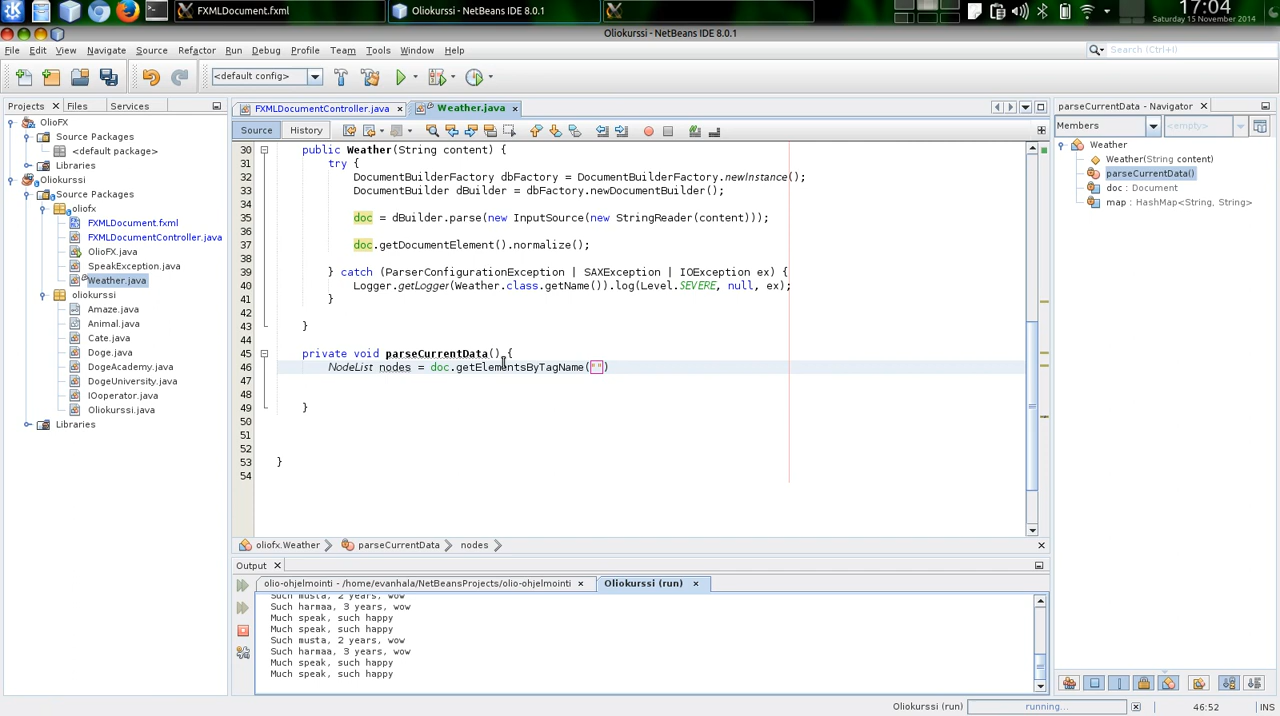 FXMLDocument.fxml
Oliokurssi - NetBeans IDE 8.0.1
17:04
Saturday 15 November 2014
Oliokurssi - NetBeans IDE 8.0.1
File Edit View Navigate Source Refactor Run Debug Profile Team Tools Window Help
Search (Ctrl+I)
<default config>
Projects Files Services
FXMLDocumentController.java Weather.java
parseCurrentData - Navigator
Source History
Members <empty>
OlioFX
Source Packages
<default package>
Libraries
Oliokurssi
Source Packages
oliofx
FXMLDocument.fxml
FXMLDocumentController.java
OlioFX.java
SpeakException.java
Weather.java
oliokurssi
Amaze.java
Animal.java
Cate.java
Doge.java
DogeAcademy.java
DogeUniversity.java
IOoperator.java
Oliokurssi.java
Libraries
30 public Weather(String content) {
31 try {
32 DocumentBuilderFactory dbFactory = DocumentBuilderFactory.newInstance();
33 DocumentBuilder dBuilder = dbFactory.newDocumentBuilder();
34
35 doc = dBuilder.parse(new InputSource(new StringReader(content)));
36
37 doc.getDocumentElement().normalize();
38
39 } catch (ParserConfigurationException | SAXException | IOException ex) {
40 Logger.getLogger(Weather.class.getName()).log(Level.SEVERE, null, ex);
41 }
42
43 }
44
45 private void parseCurrentData() {
46 NodeList nodes = doc.getElementsByTagName("")
47
48
49 }
50
51
52
53 }
54
Weather
Weather(String content)
parseCurrentData()
doc : Document
map : HashMap<String, String>
oliofx.Weather parseCurrentData nodes
Output
olio-ohjelmointi - /home/evanhala/NetBeansProjects/olio-ohjelmointi Oliokurssi (run)
Such musta, 2 years, wow
Such harmaa, 3 years, wow
Much speak, such happy
Such musta, 2 years, wow
Such harmaa, 3 years, wow
Much speak, such happy
Much speak, such happy
Oliokurssi (run) running... 46:52 INS